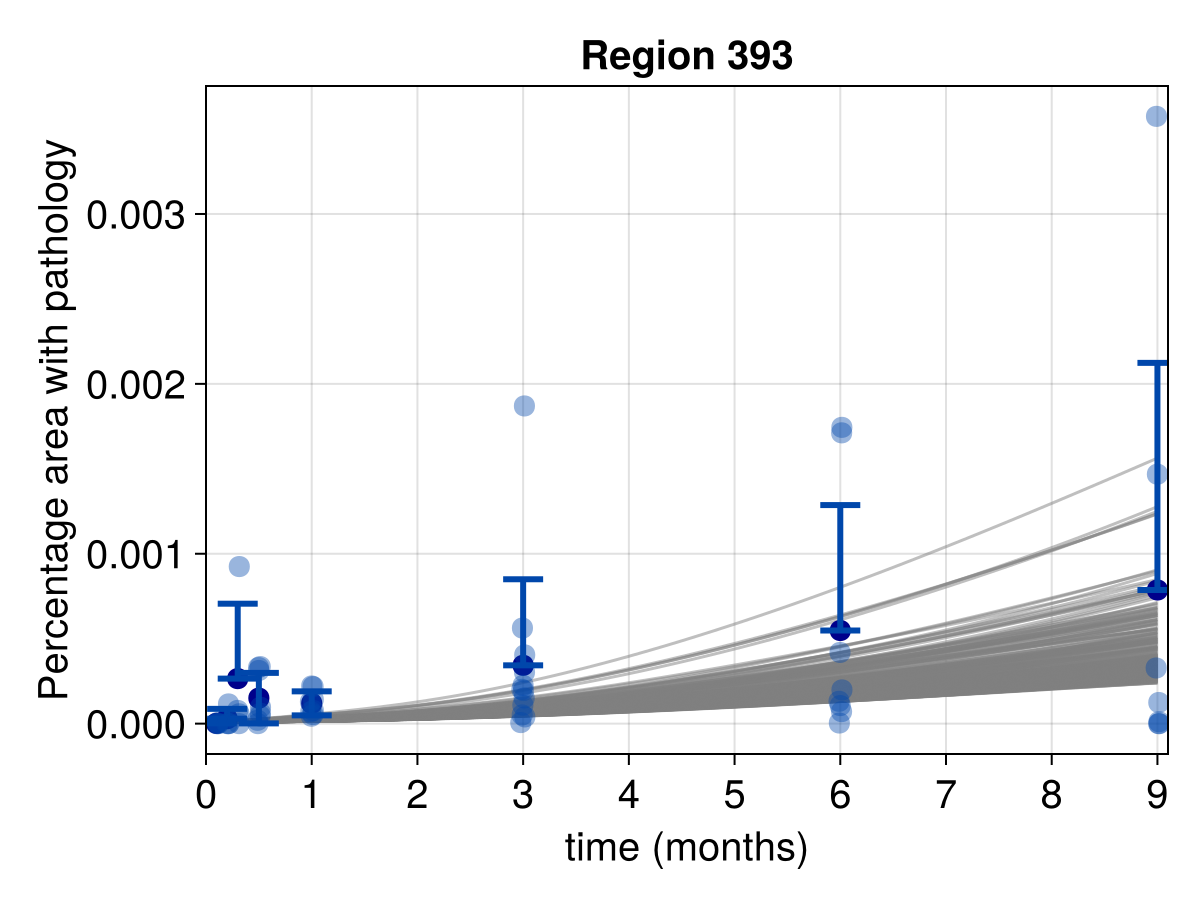 Region 393
Percentage area with pathology
0.003
0.002
0.001
0.000
0 1 2 3 4 5 6 7 8 9
time (months)